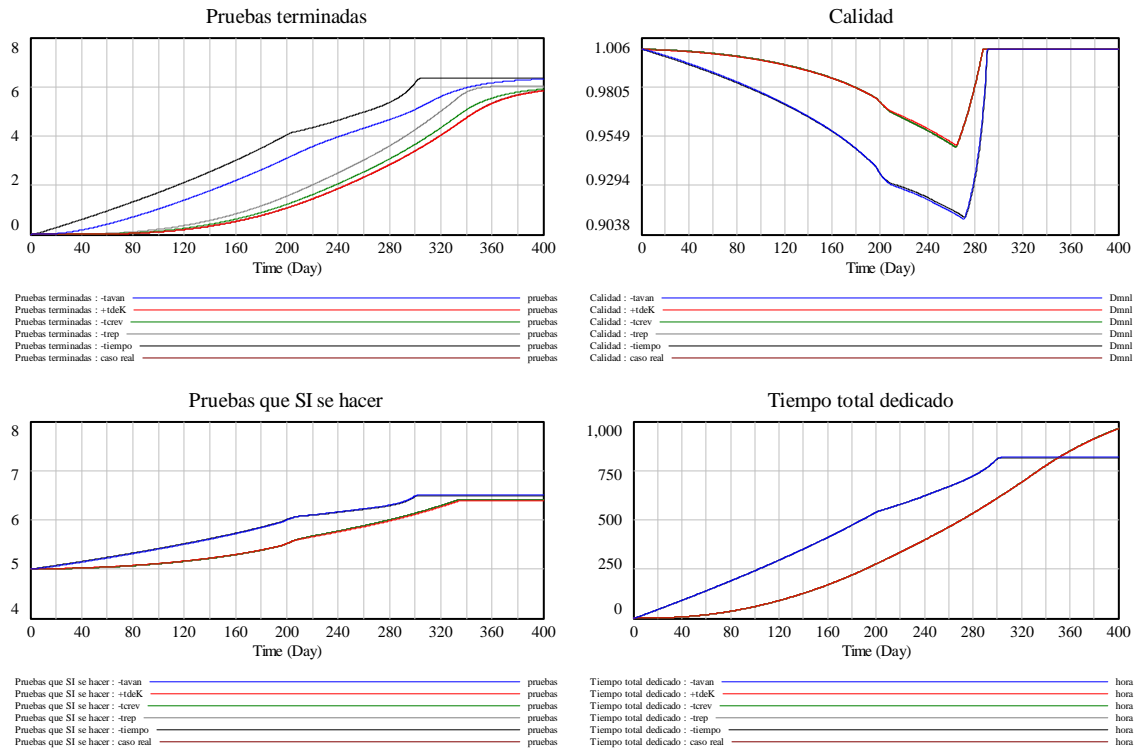 Pruebas terminadas
8
6
4
2
0
0 40 80 120 160 200 240 280 320 360 400
Time (Day)
Pruebas terminadas : -tavan pruebas
Pruebas terminadas : +tdeK pruebas
Pruebas terminadas : -tcrev pruebas
Pruebas terminadas : -trep pruebas
Pruebas terminadas : -tiempo pruebas
Pruebas terminadas : caso real pruebas
Calidad
1.006
0.9805
0.9549
0.9294
0.9038
0 40 80 120 160 200 240 280 320 360 400
Time (Day)
Calidad : -tavan Dmnl
Calidad : +tdeK Dmnl
Calidad : -tcrev Dmnl
Calidad : -trep Dmnl
Calidad : -tiempo Dmnl
Calidad : caso real Dmnl
Pruebas que SI se hacer
8
7
6
5
4
0 40 80 120 160 200 240 280 320 360 400
Time (Day)
Pruebas que SI se hacer : -tavan pruebas
Pruebas que SI se hacer : +tdeK pruebas
Pruebas que SI se hacer : -tcrev pruebas
Pruebas que SI se hacer : -trep pruebas
Pruebas que SI se hacer : -tiempo pruebas
Pruebas que SI se hacer : caso real pruebas
Tiempo total dedicado
1,000
750
500
250
0
0 40 80 120 160 200 240 280 320 360 400
Time (Day)
Tiempo total dedicado : -tavan hora
Tiempo total dedicado : +tdeK hora
Tiempo total dedicado : -tcrev hora
Tiempo total dedicado : -trep hora
Tiempo total dedicado : -tiempo hora
Tiempo total dedicado : caso real hora